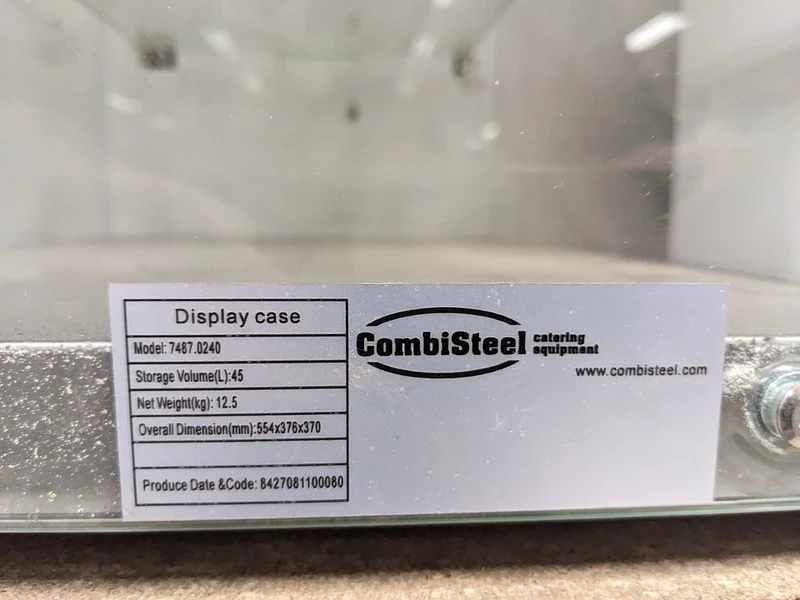 Display case
Model: 7487.0240
Storage Volume(L):45
Net Weight(kg): 12.5
Overall Dimension(mm):554x376x370
Produce Date &Code: 8427081100080
CombiSteel catering equipment
www.combisteel.com